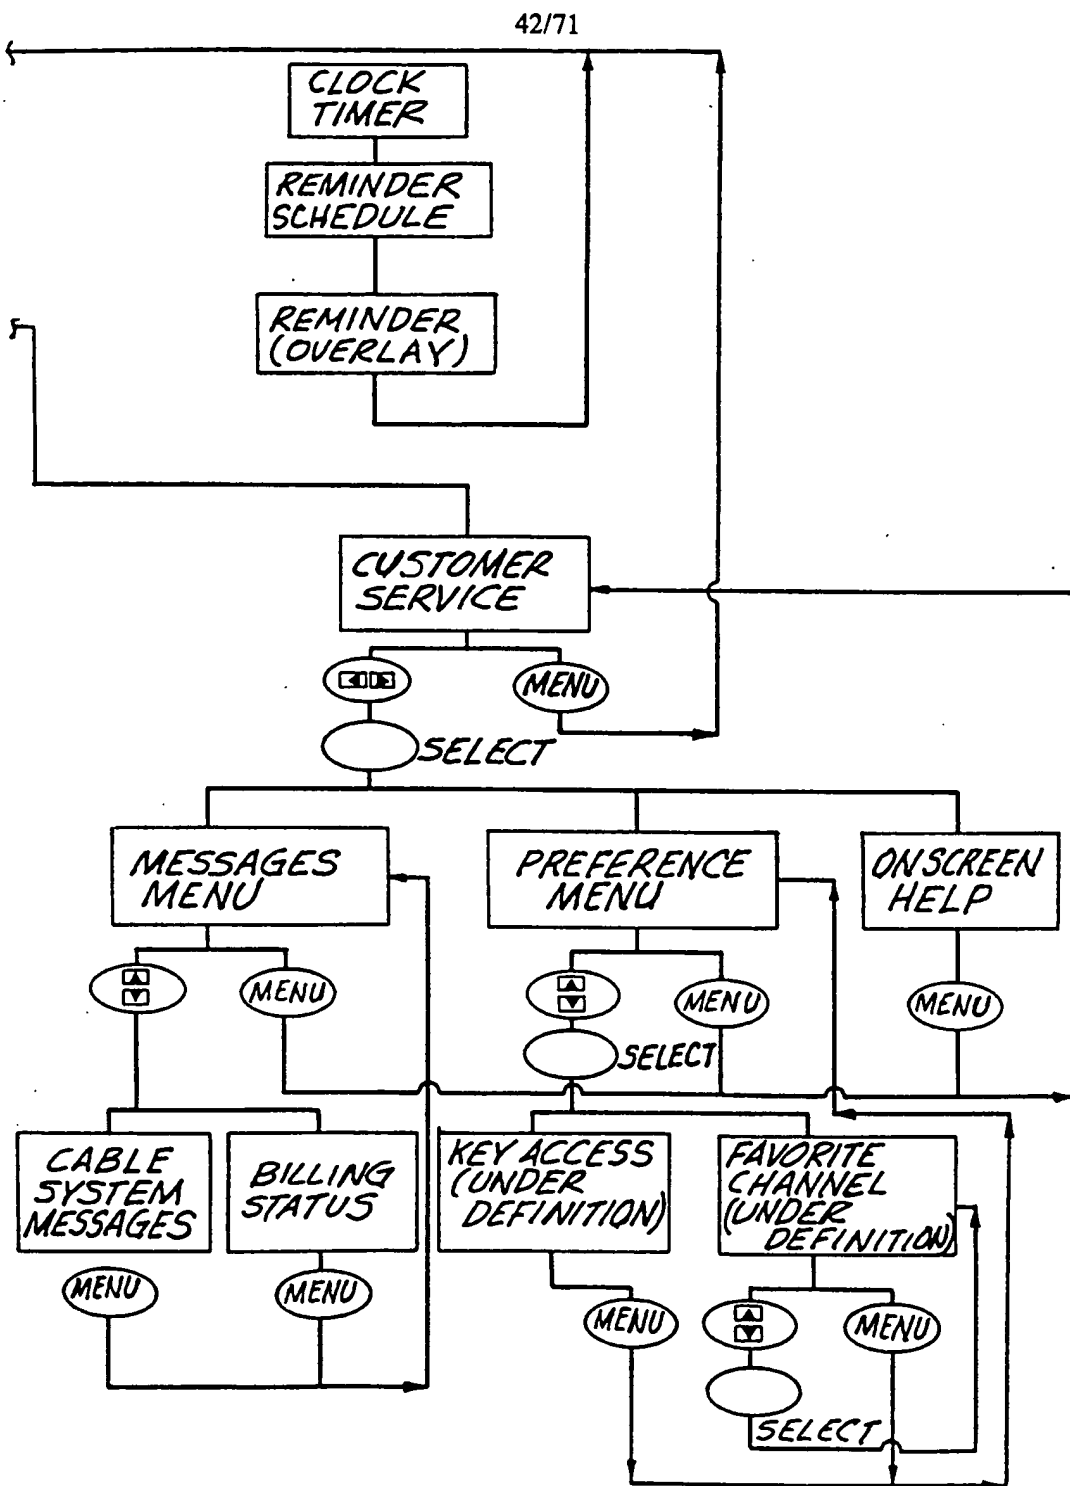 42/71
CLOCK
TIMER
REMINDER
SCHEDULE
REMINDER
(OVERLAY)
CUSTOMER
SERVICE
MENU
SELECT
MESSAGES
MENU
PREFERENCE
MENU
ONSCREEN
HELP
MENU
MENU
MENU
SELECT
CABLE
SYSTEM
MESSAGES
BILLING
STATUS
KEY ACCESS
(UNDER
DEFINITION)
FAVORITE
CHANNEL
(UNDER
DEFINITION)
MENU
MENU
MENU
MENU
SELECT